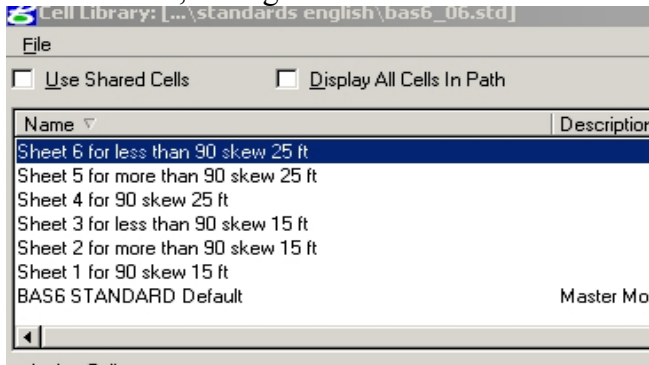 Cell Library: [...\standards english\bas6_06.std]
File
Use Shared Cells Display All Cells In Path
Name Description
Sheet 6 for less than 90 skew 25 ft
Sheet 5 for more than 90 skew 25 ft
Sheet 4 for 90 skew 25 ft
Sheet 3 for less than 90 skew 15 ft
Sheet 2 for more than 90 skew 15 ft
Sheet 1 for 90 skew 15 ft
BAS6 STANDARD Default Master Mo